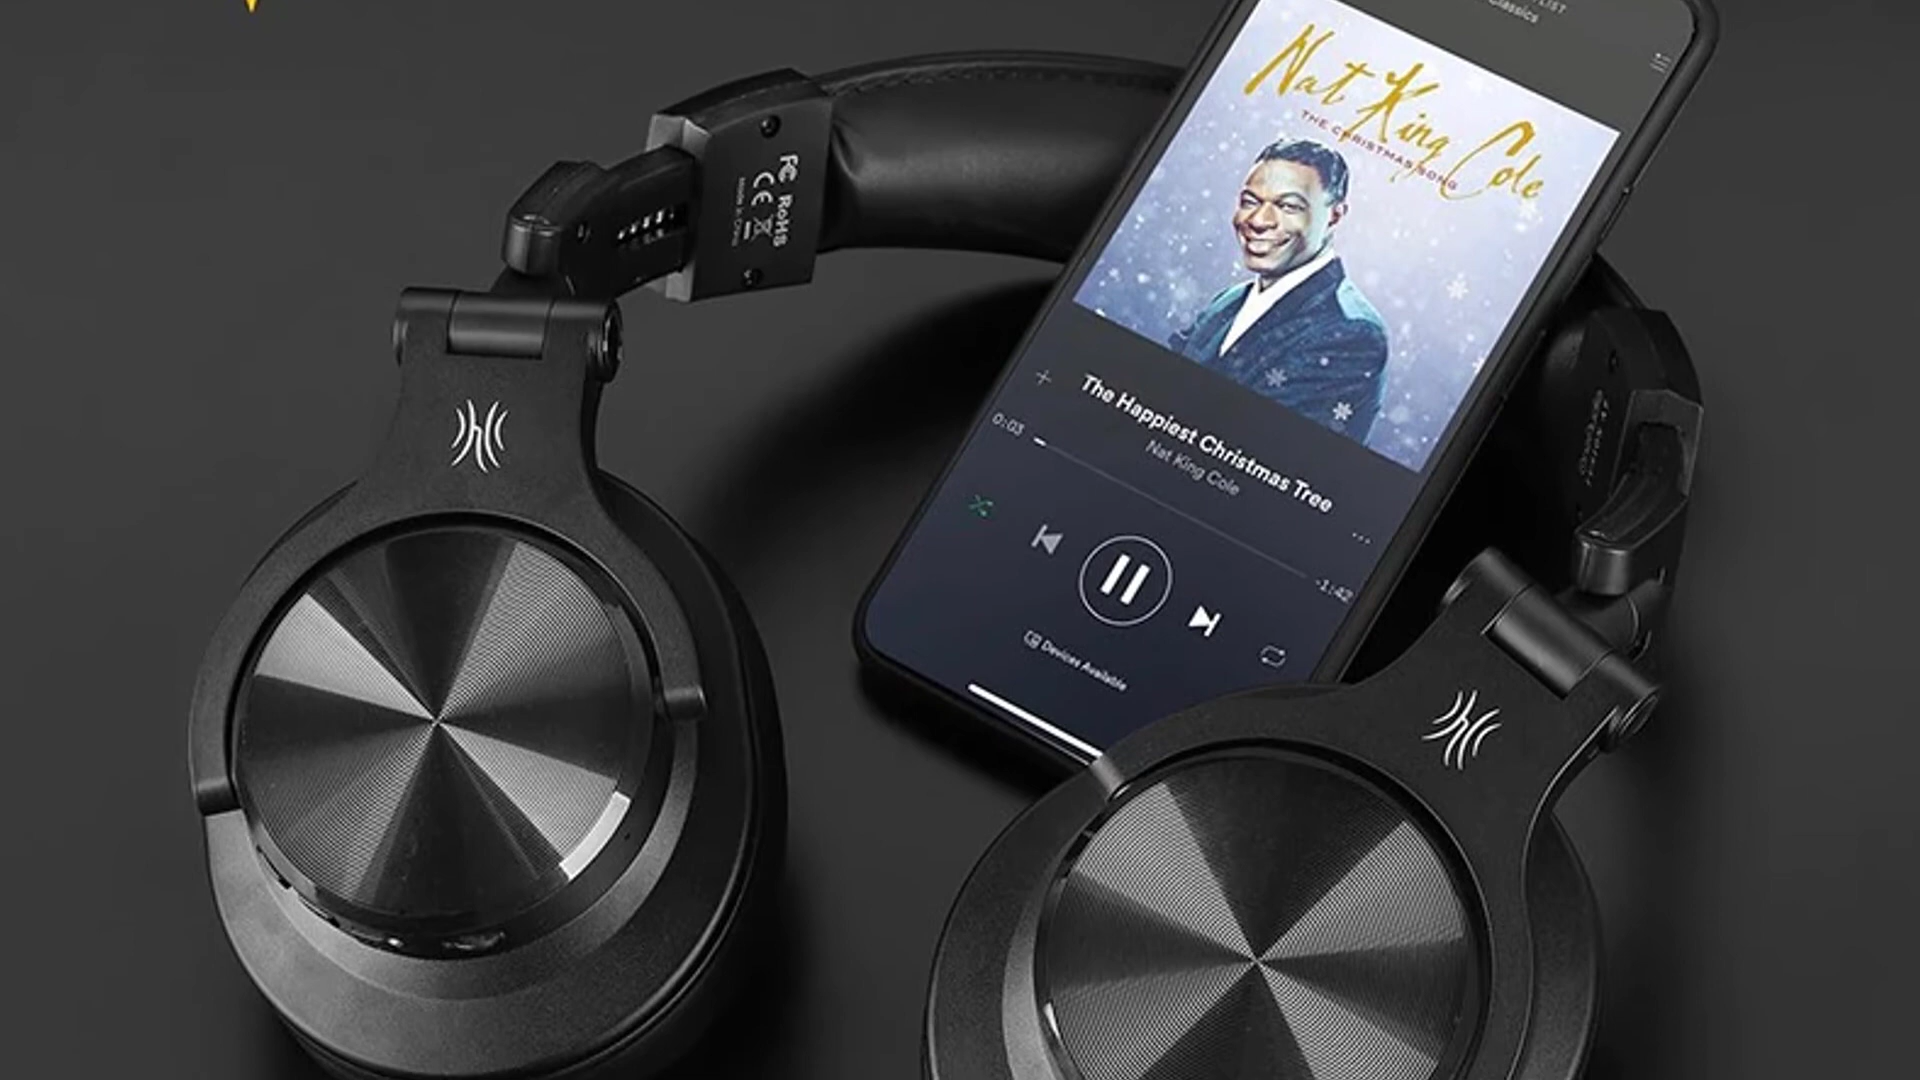 Classics
Nat King Cole
THE CHRISTMAS SONG
FC RoHS
CE
The Happiest Christmas Tree
Nat King Cole
0:03
-1:42
Devices Available